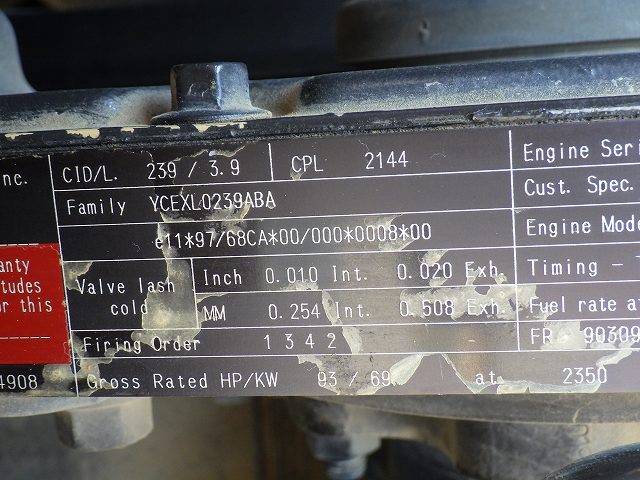 nc.
CID/L. 239 / 3.9 CPL 2144 Engine Seri
Family YCEXL0239ABA Cust. Spec.
e11*97/68CA*00/000*0008*00 Engine Mode
anty
itudes
or this
Valve lash cold Inch 0.010 Int. 0.020 Exh. Timing -
MM 0.254 Int. 0.508 Exh. Fuel rate at
Firing Order 1 3 4 2 - FR 90309
4908 Gross Rated HP/KW 93 / 69 at 2350